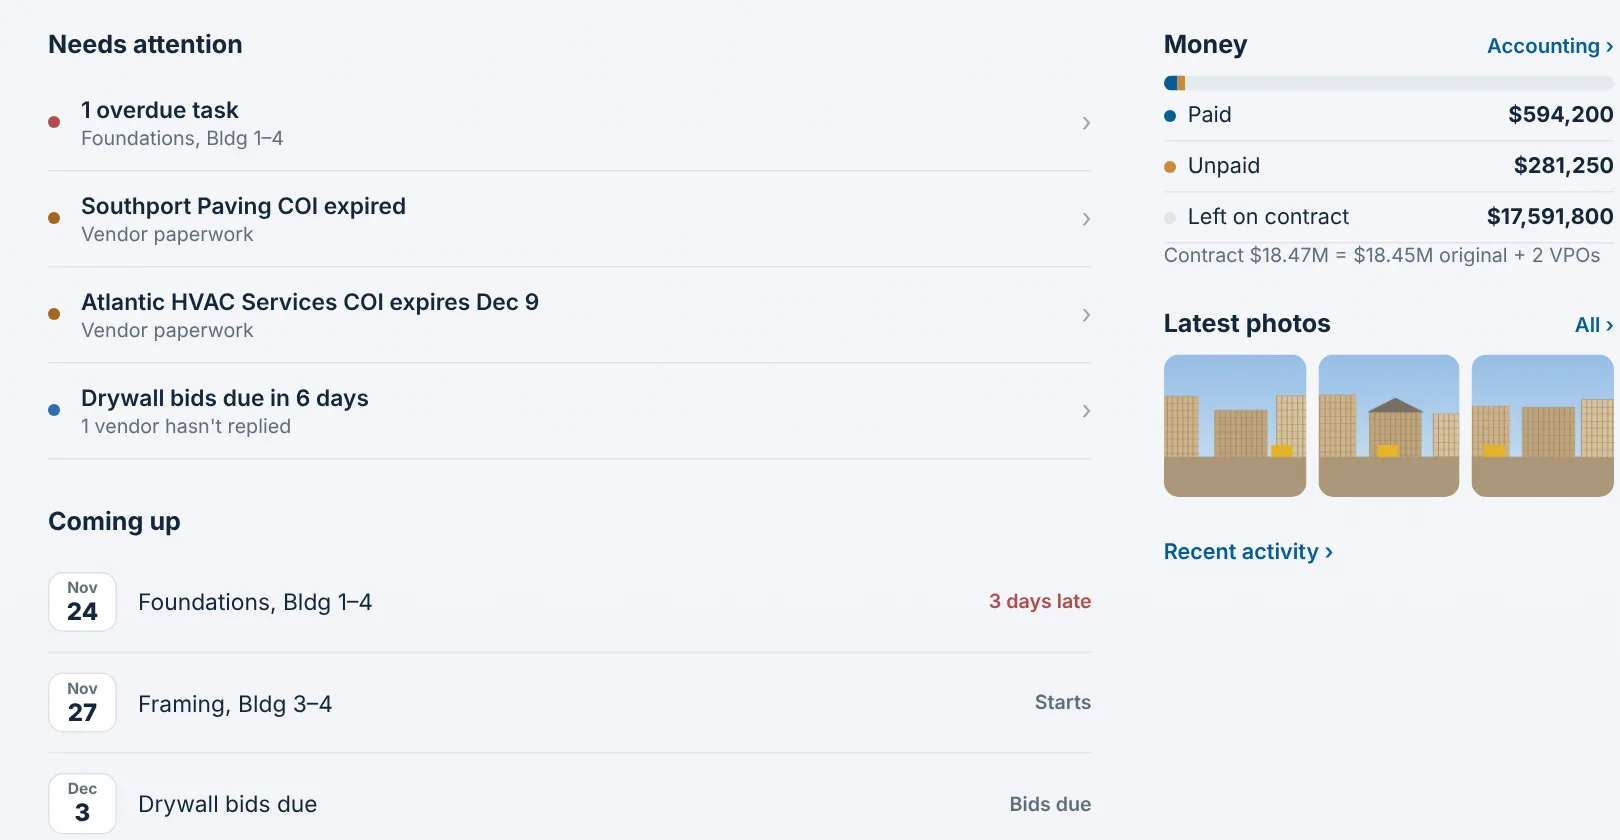 Needs attention
1 overdue task
Foundations, Bldg 1–4
Southport Paving COI expired
Vendor paperwork
Atlantic HVAC Services COI expires Dec 9
Vendor paperwork
Drywall bids due in 6 days
1 vendor hasn't replied
Coming up
Nov
24
Foundations, Bldg 1–4
3 days late
Nov
27
Framing, Bldg 3–4
Starts
Dec
3
Drywall bids due
Bids due
Money
Accounting ›
Paid
$594,200
Unpaid
$281,250
Left on contract
$17,591,800
Contract $18.47M = $18.45M original + 2 VPOs
Latest photos
All ›
Recent activity ›